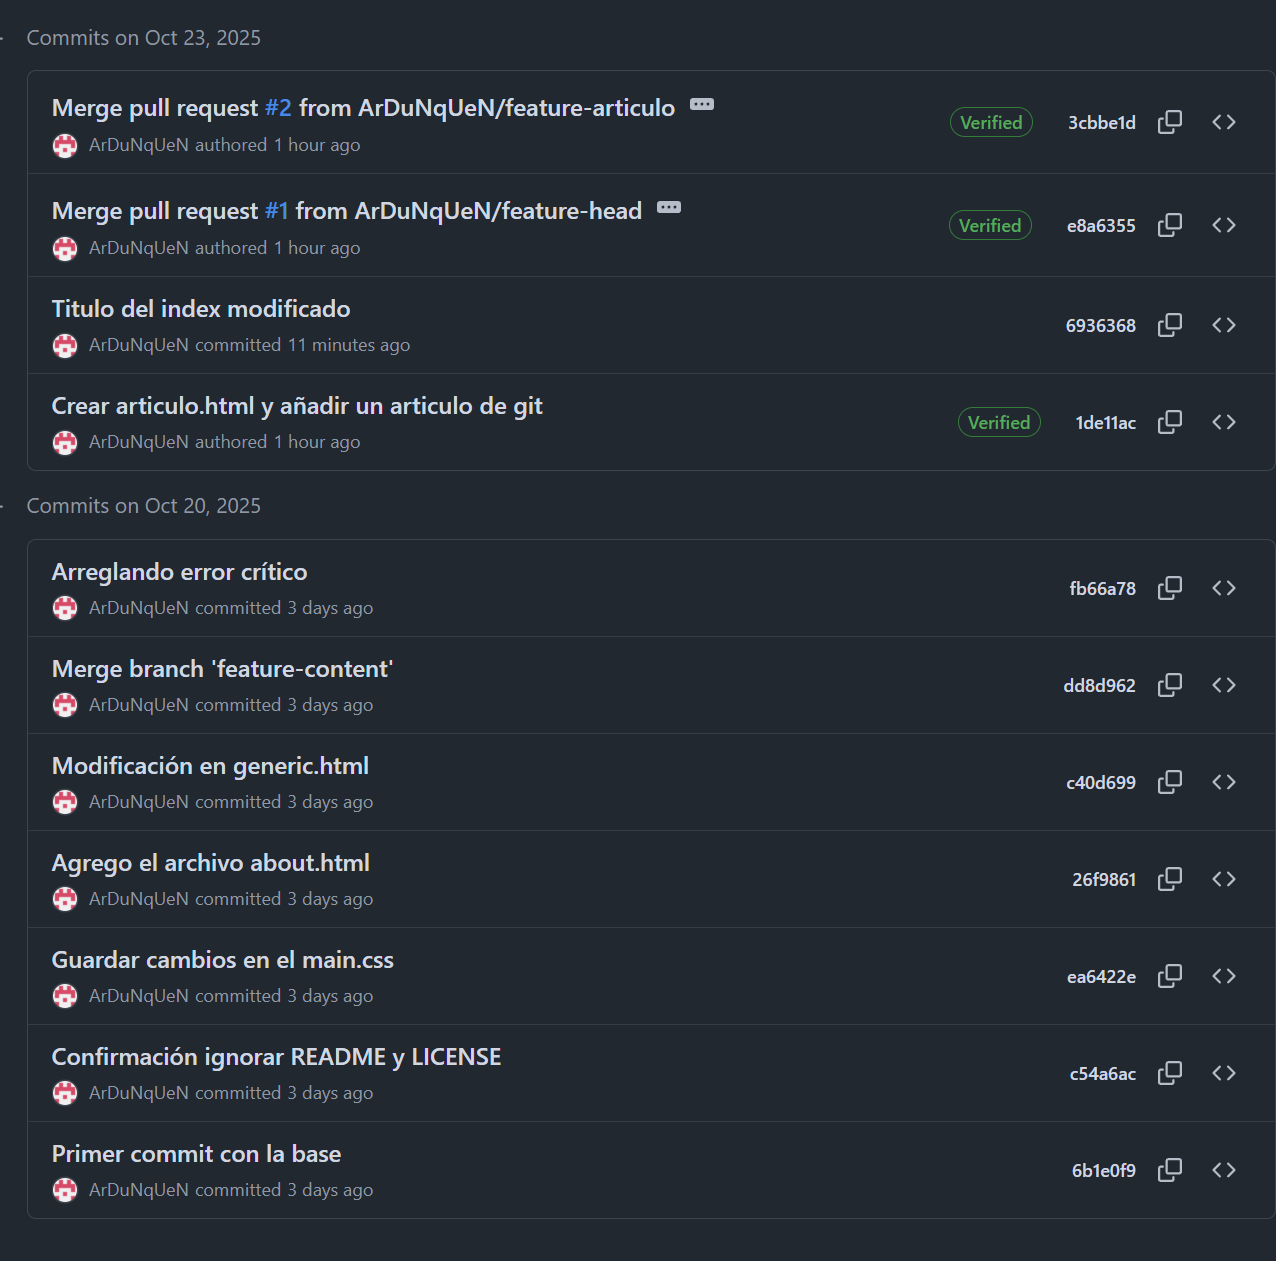 Commits on Oct 23, 2025
Merge pull request #2 from ArDuNqUeN/feature-articulo
ArDuNqUeN authored 1 hour ago
Verified
3cbbe1d
Merge pull request #1 from ArDuNqUeN/feature-head
ArDuNqUeN authored 1 hour ago
Verified
e8a6355
Titulo del index modificado
ArDuNqUeN committed 11 minutes ago
6936368
Crear articulo.html y añadir un articulo de git
ArDuNqUeN authored 1 hour ago
Verified
1de11ac
Commits on Oct 20, 2025
Arreglando error crítico
ArDuNqUeN committed 3 days ago
fb66a78
Merge branch 'feature-content'
ArDuNqUeN committed 3 days ago
dd8d962
Modificación en generic.html
ArDuNqUeN committed 3 days ago
c40d699
Agrego el archivo about.html
ArDuNqUeN committed 3 days ago
26f9861
Guardar cambios en el main.css
ArDuNqUeN committed 3 days ago
ea6422e
Confirmación ignorar README y LICENSE
ArDuNqUeN committed 3 days ago
c54a6ac
Primer commit con la base
ArDuNqUeN committed 3 days ago
6b1e0f9